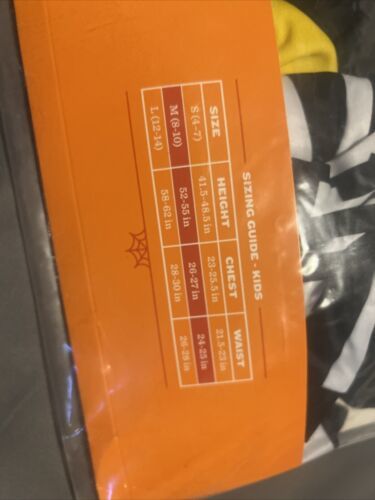 SIZING GUIDE - KIDS
SIZE HEIGHT CHEST WAIST
S (4-7) 41.5-48.5 in 23-25.5 in 21.5-23 in
M (8-10) 52-55 in 26-27 in 24-25 in
L (12-14) 58-62 in 28-30 in 26-28 in